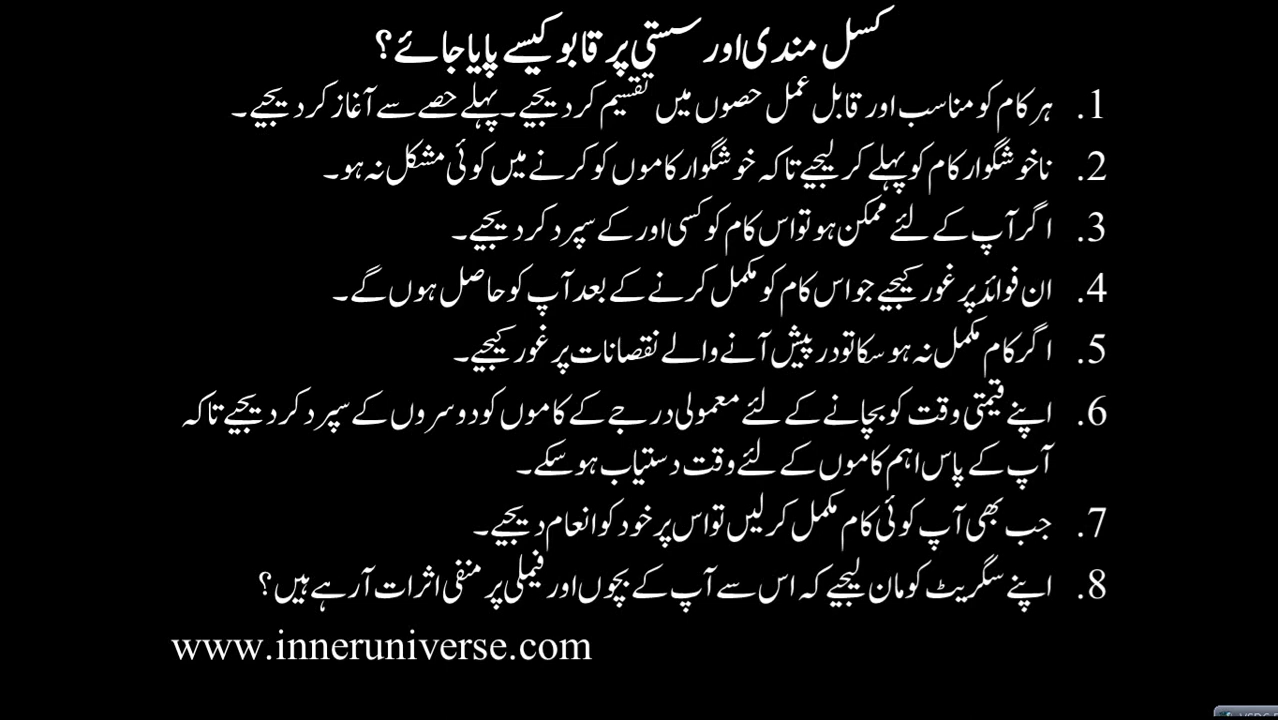 کسل مندی اور سستی پر قابو کیسے پایا جائے؟
1. ہر کام کو مناسب اور قابل عمل حصوں میں تقسیم کر دیجیے۔ پہلے حصے سے آغاز کر دیجیے۔
2. ناخوشگوار کام کو پہلے کر لیجیے تاکہ خوشگوار کاموں کو کرنے میں کوئی مشکل نہ ہو۔
3. اگر آپ کے لئے ممکن ہو تو اس کام کو کسی اور کے سپرد کر دیجیے۔
4. ان فوائد پر غور کیجیے جو اس کام کو مکمل کرنے کے بعد آپ کو حاصل ہوں گے۔
5. اگر کام مکمل نہ ہو سکا تو درپیش آنے والے نقصانات پر غور کیجیے۔
6. اپنے قیمتی وقت کو بچانے کے لئے معمولی درجے کے کاموں کو دوسروں کے سپرد کر دیجیے تاکہ
آپ کے پاس اہم کاموں کے لئے وقت دستیاب ہو سکے۔
7. جب بھی آپ کوئی کام مکمل کر لیں تو اس پر خود کو انعام دیجیے۔
8. اپنے سگریٹ کو مان لیجیے کہ اس سے آپ کے بچوں اور فیملی پر منفی اثرات آ رہے ہیں؟
www.inneruniverse.com